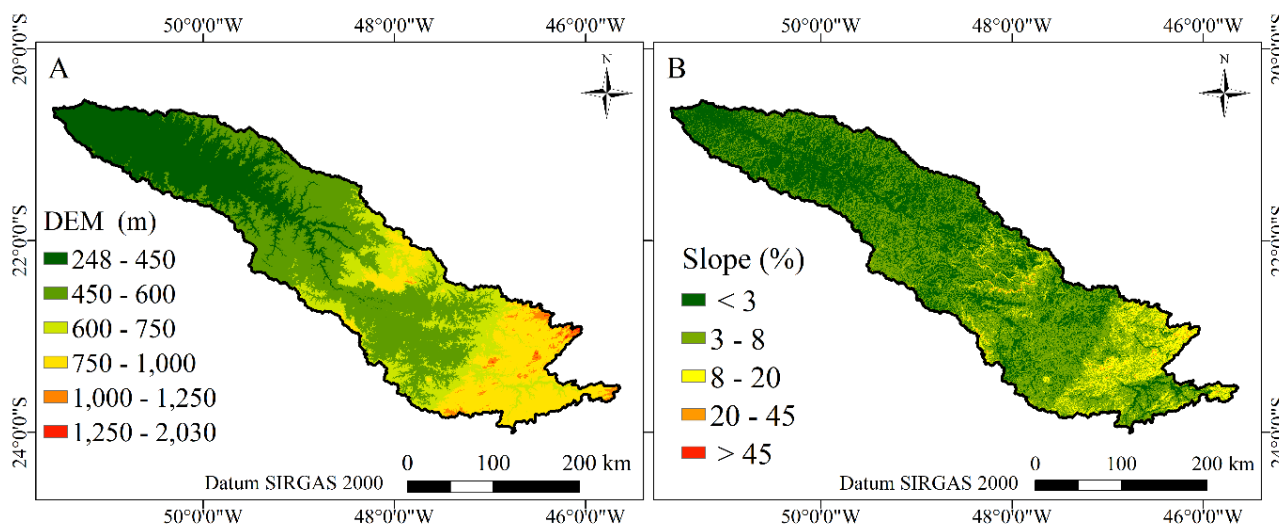 50°0'0"W 48°0'0"W 46°0'0"W
20°0'0"S
22°0'0"S
24°0'0"S
A
N
DEM (m)
248 - 450
450 - 600
600 - 750
750 - 1,000
1,000 - 1,250
1,250 - 2,030
0 100 200 km
Datum SIRGAS 2000
50°0'0"W 48°0'0"W 46°0'0"W
50°0'0"W 48°0'0"W 46°0'0"W
B
N
Slope (%)
< 3
3 - 8
8 - 20
20 - 45
> 45
0 100 200 km
Datum SIRGAS 2000
50°0'0"W 48°0'0"W 46°0'0"W